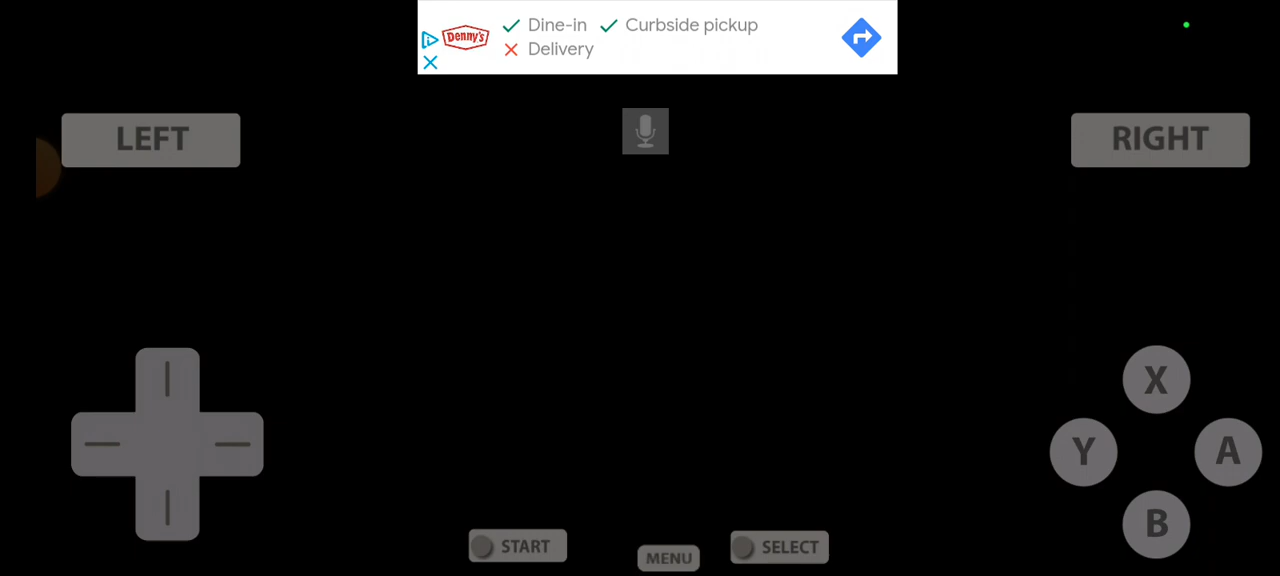 Denny's
Dine-in Curbside pickup
Delivery
LEFT
RIGHT
X
Y
A
B
START
MENU
SELECT